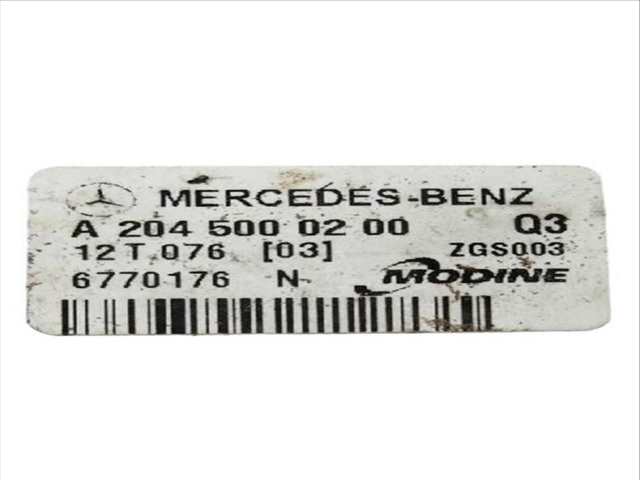 MERCEDES-BENZ
A 204 500 02 00 Q3
12 T 076 [03] ZGS003
6770176 N MODINE